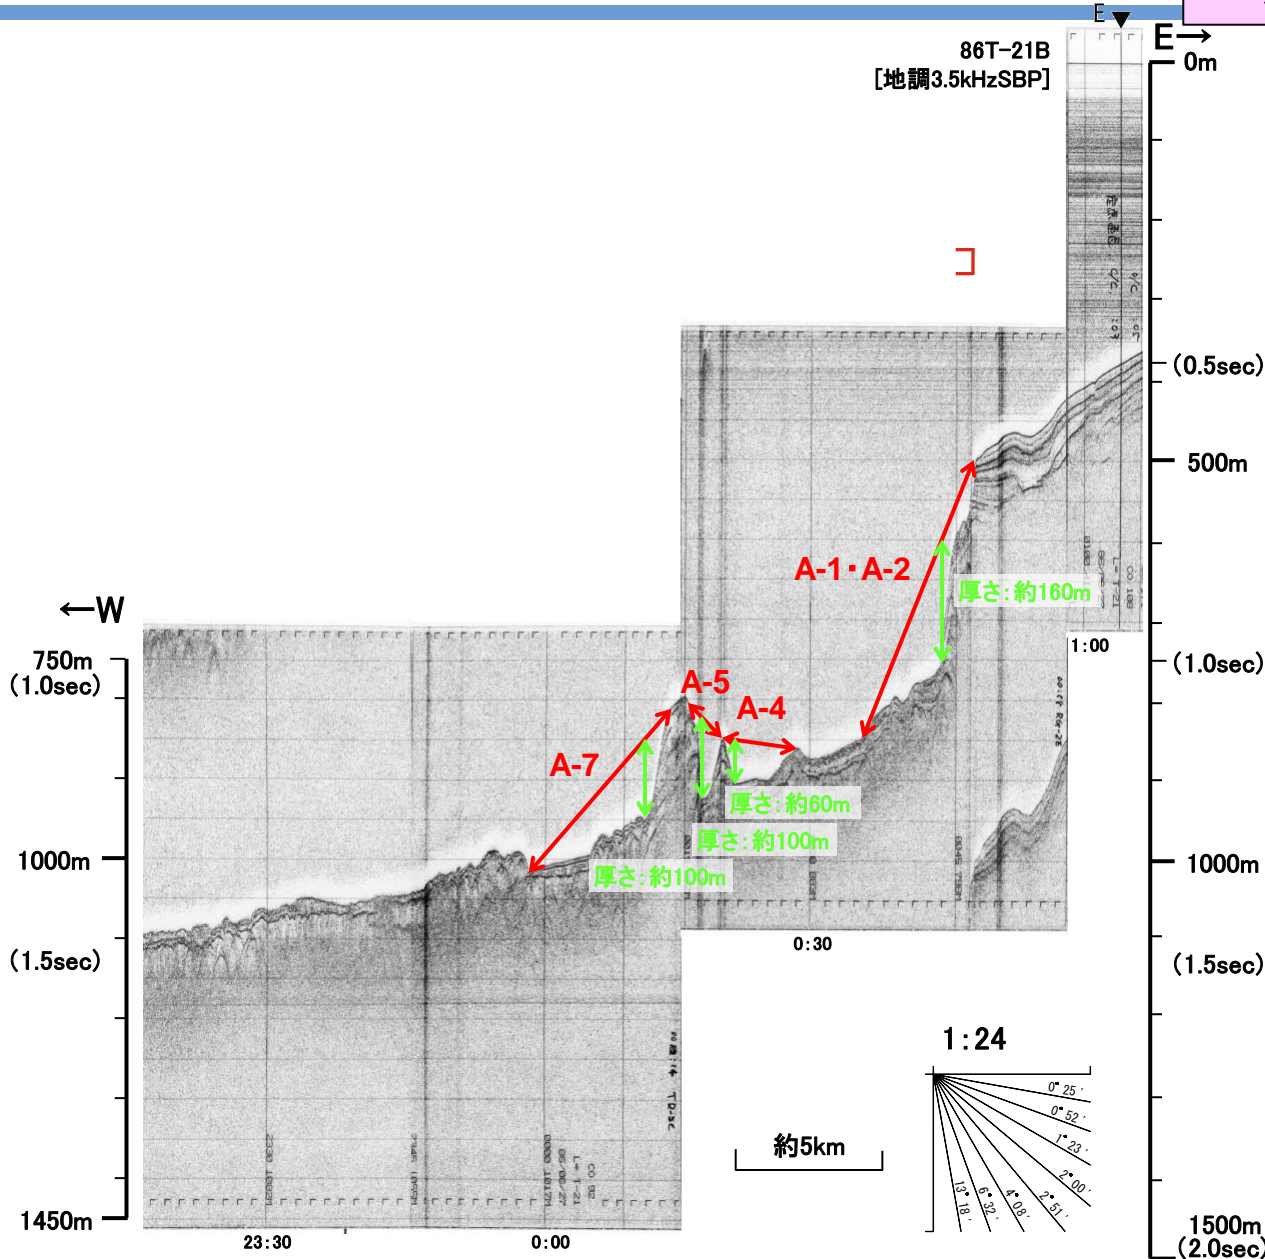 E
E→
86T-21B
[地調3.5kHzSBP]
0m
(0.5sec)
500m
A-1・A-2
厚さ:約160m
←W
1:00
750m
(1.0sec)
(1.0sec)
A-5
A-4
A-7
厚さ:約60m
厚さ:約100m
厚さ:約100m
1000m
1000m
0:30
(1.5sec)
(1.5sec)
1:24
0°25'
0°52'
1°23'
2°00'
2°51'
4°08'
6°32'
13°18'
約5km
1450m
23:30
0:00
1500m
(2.0sec)